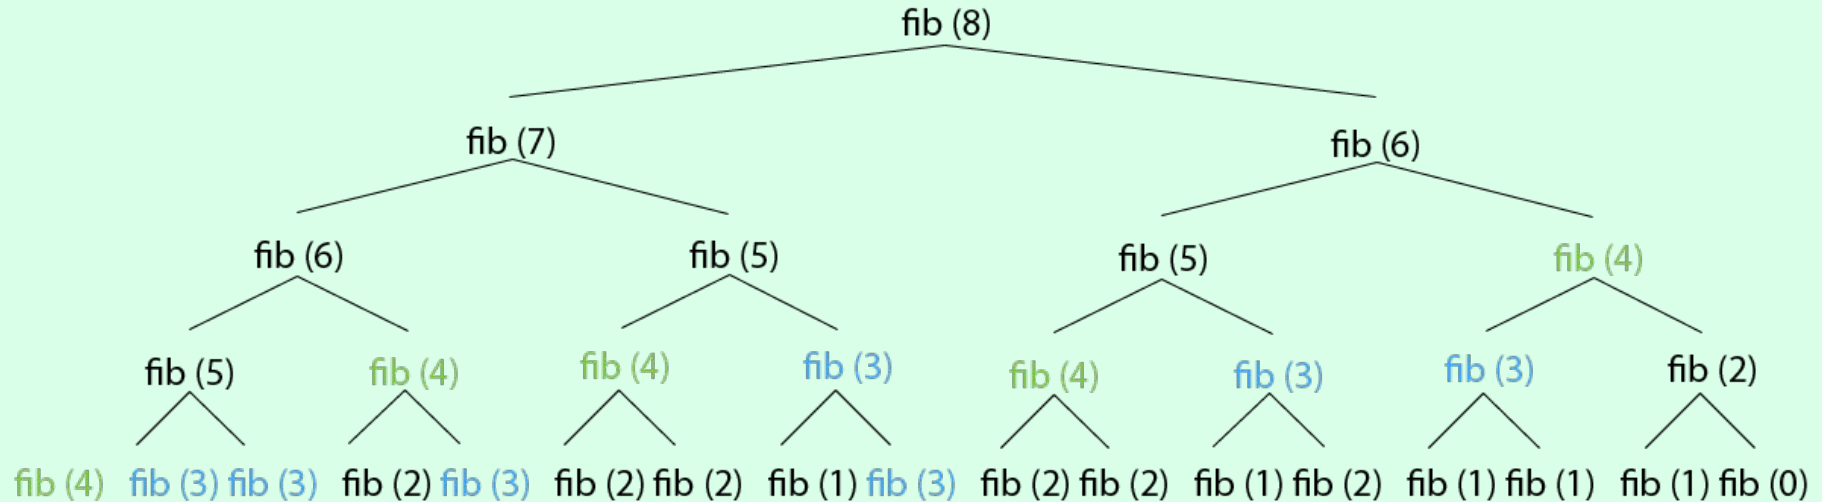 fib (8)
fib (7) fib (6)
fib (6) fib (5) fib (5) fib (4)
fib (5) fib (4) fib (4) fib (3) fib (4) fib (3) fib (3) fib (2)
fib (4) fib (3) fib (3) fib (2) fib (3) fib (2) fib (2) fib (1) fib (3) fib (2) fib (2) fib (1) fib (2) fib (1) fib (1) fib (1) fib (0)